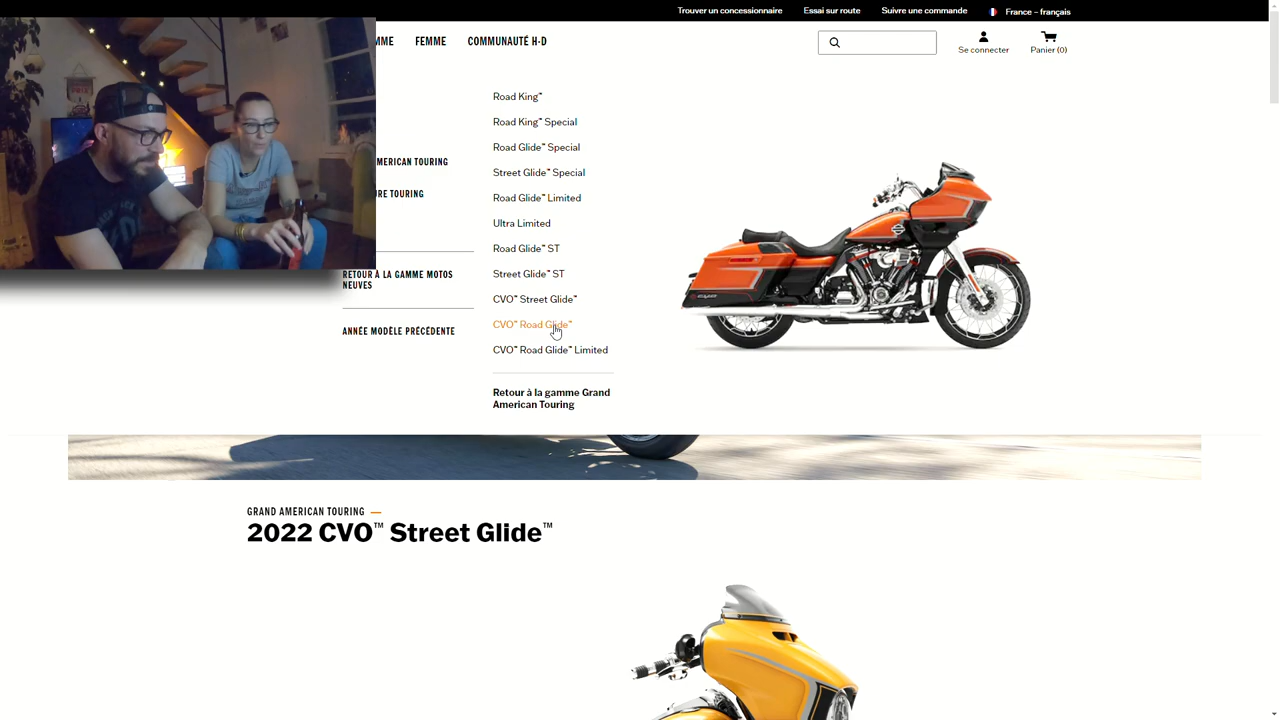 Trouver un concessionnaire
Essai sur route
Suivre une commande
France – français
MME
FEMME
COMMUNAUTÉ H-D
Se connecter
Panier (0)
AMERICAN TOURING
RE TOURING
RETOUR À LA GAMME MOTOS
NEUVES
ANNÉE MODÈLE PRÉCÉDENTE
Road King™
Road King™ Special
Road Glide™ Special
Street Glide™ Special
Road Glide™ Limited
Ultra Limited
Road Glide™ ST
Street Glide™ ST
CVO™ Street Glide™
CVO™ Road Glide™
CVO™ Road Glide™ Limited
Retour à la gamme Grand
American Touring
GRAND AMERICAN TOURING
2022 CVO™ Street Glide™